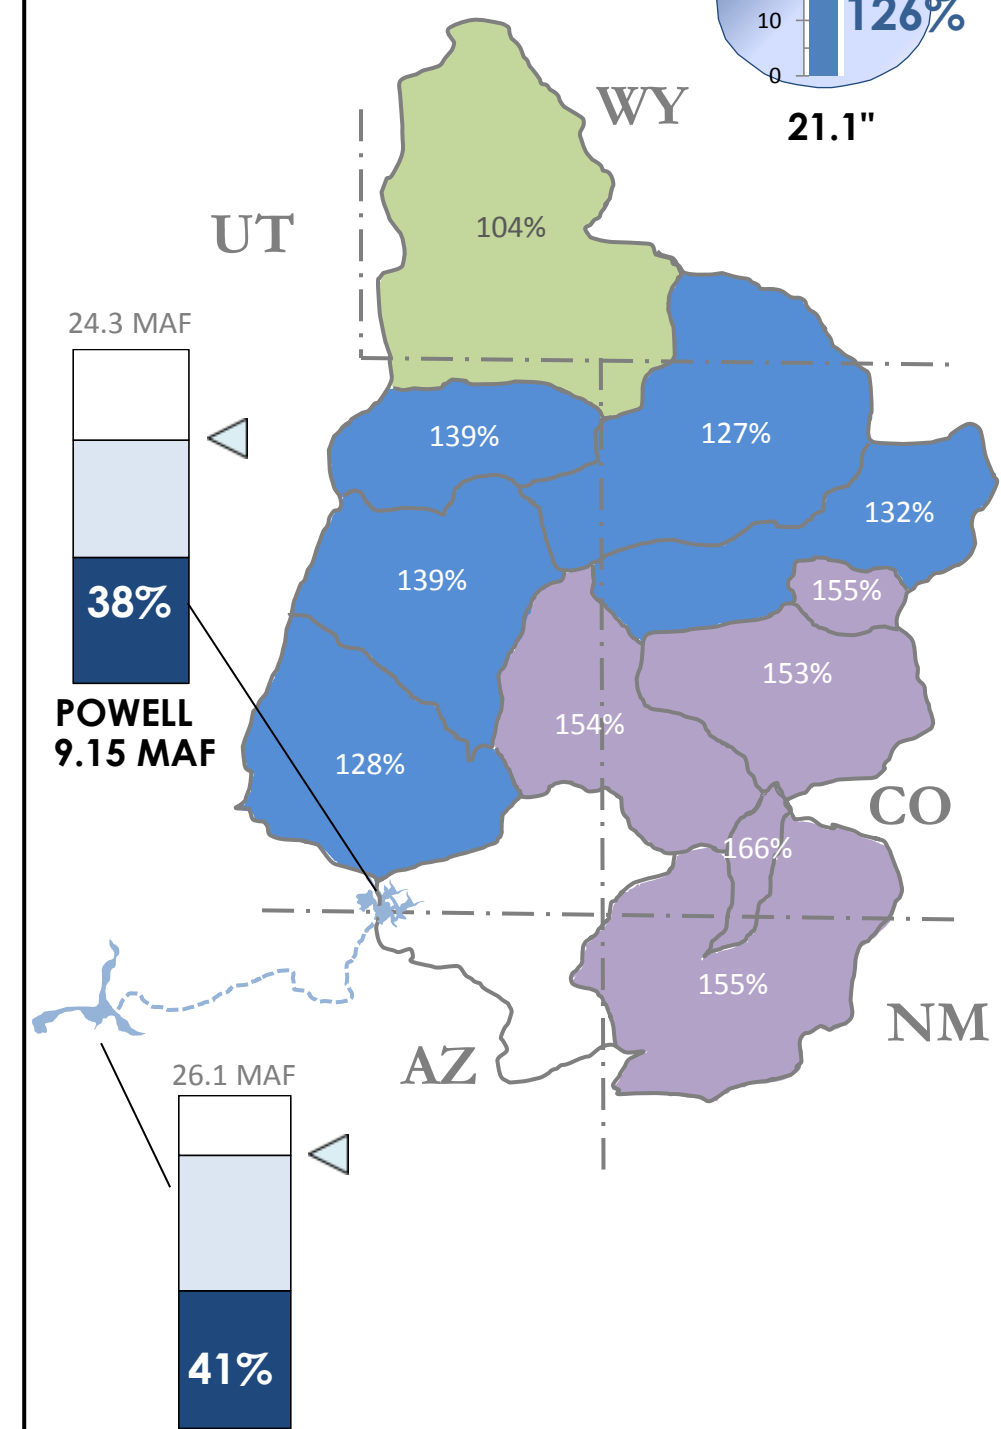 10
126%
0
21.1"
WY
UT
104%
24.3 MAF
139%
127%
132%
139%
155%
38%
153%
POWELL
9.15 MAF
154%
128%
CO
166%
155%
NM
AZ
26.1 MAF
41%